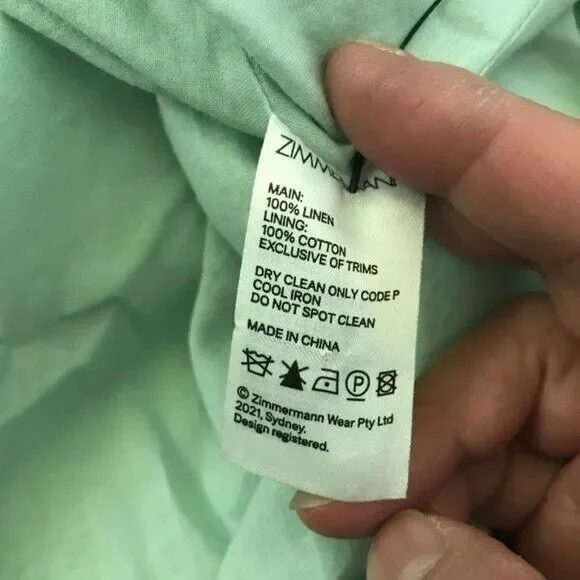 ZIMMERMANN
MAIN:
100% LINEN
LINING:
100% COTTON
EXCLUSIVE OF TRIMS
DRY CLEAN ONLY CODE P
COOL IRON
DO NOT SPOT CLEAN
MADE IN CHINA
P
© Zimmermann Wear Pty Ltd
2021, Sydney.
Design registered.